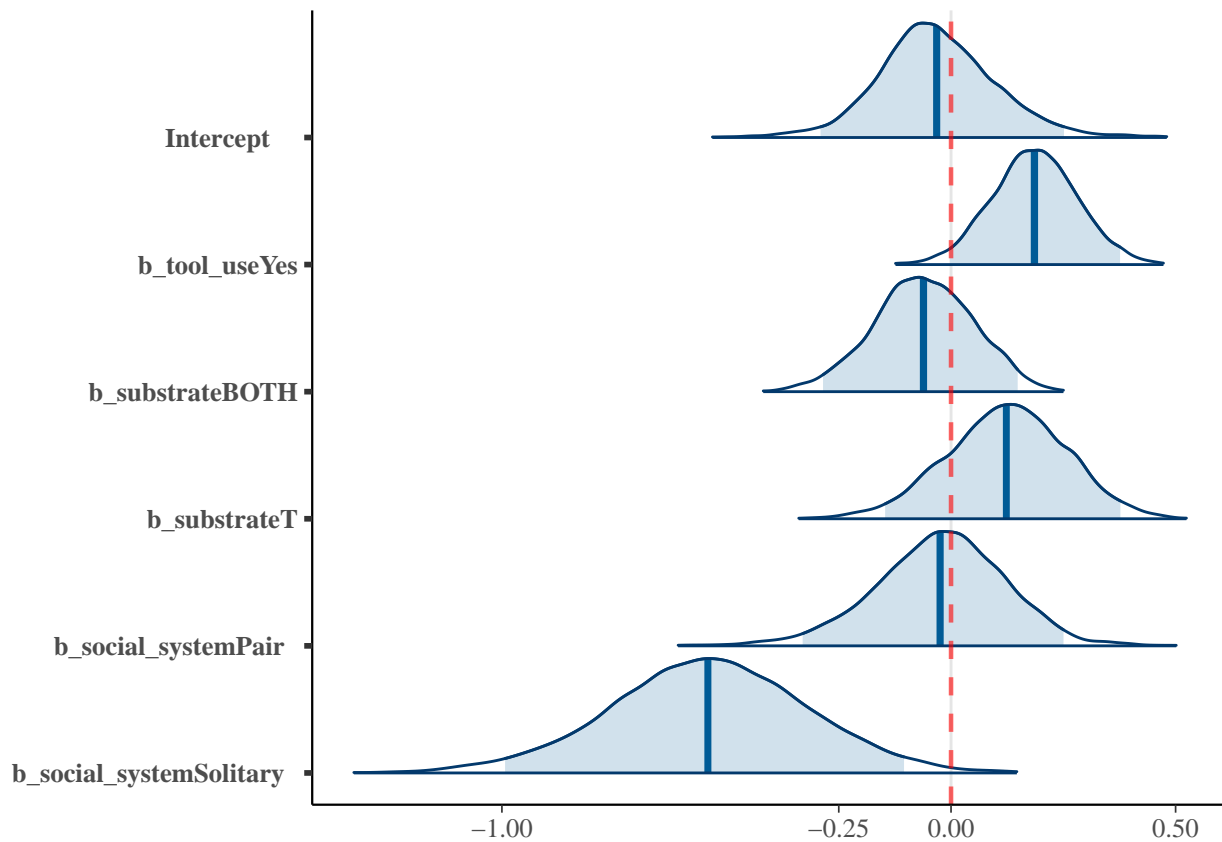 Intercept
b_tool_useYes
b_substrateBOTH
b_substrateT
b_social_systemPair
b_social_systemSolitary
−1.00 −0.25 0.00 0.50